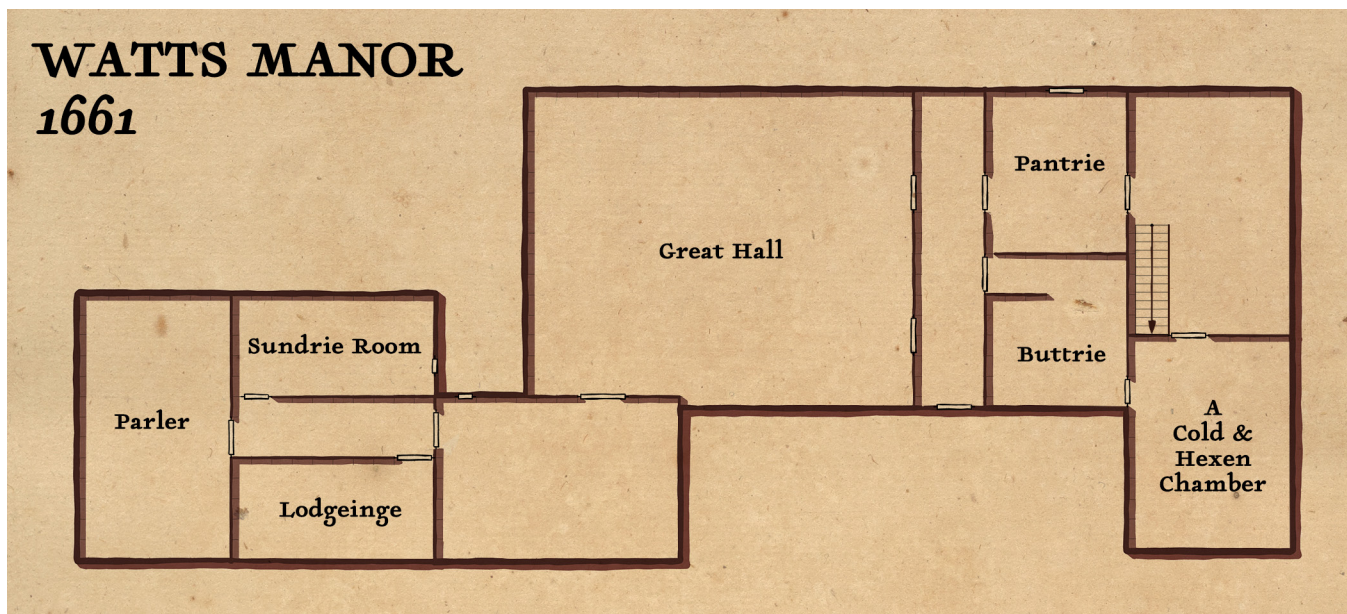 WATTS MANOR
1661
Pantrie
Great Hall
Sundrie Room
Buttrie
Parler
A
Cold &
Hexen
Chamber
Lodgeinge